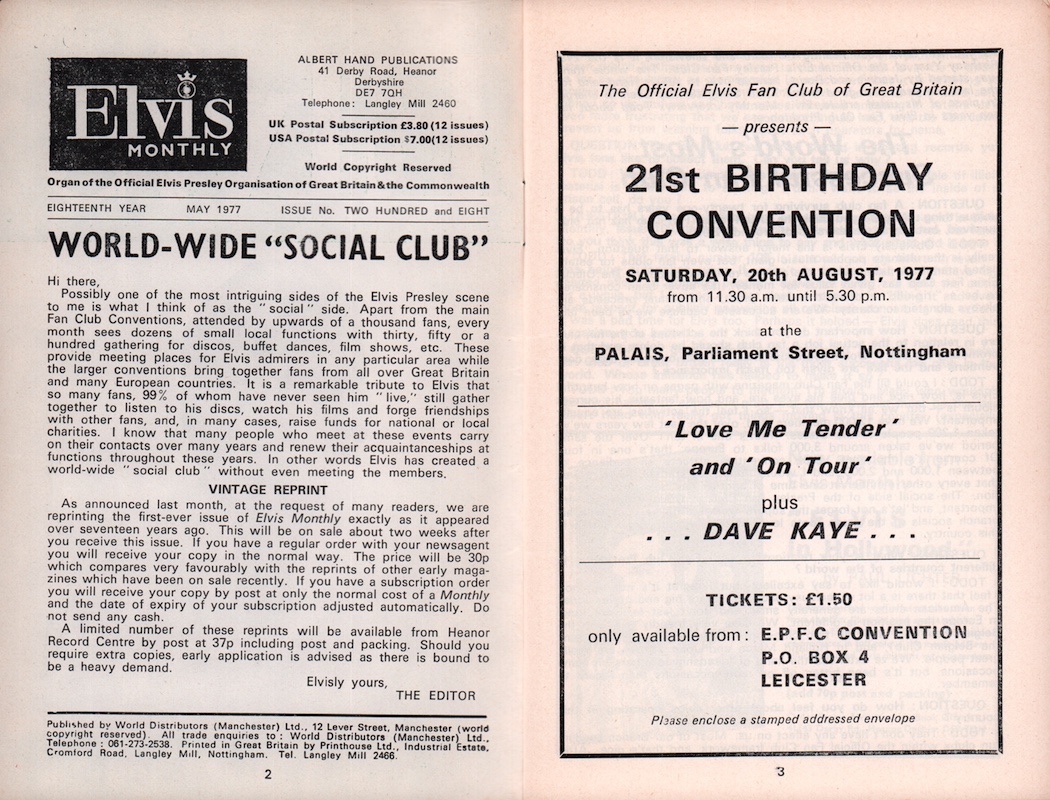 Elvis
MONTHLY
ALBERT HAND PUBLICATIONS
41 Derby Road, Heanor
Derbyshire
DE7 7QH
Telephone: Langley Mill 2460
UK Postal Subscription £3.80 (12 issues)
USA Postal Subscription $7.00(12 issues)
World Copyright Reserved
Organ of the Official Elvis Presley Organisation of Great Britain & the Commonwealth
EIGHTEENTH YEAR MAY 1977 ISSUE No. TWO HUNDRED and EIGHT
WORLD-WIDE “SOCIAL CLUB”
Hi there,
Possibly one of the most intriguing sides of the Elvis Presley scene
to me is what I think of as the “social” side. Apart from the main
Fan Club Conventions, attended by upwards of a thousand fans, every
month sees dozens of small local functions with thirty, fifty or a
hundred gathering for discos, buffet dances, film shows, etc. These
provide meeting places for Elvis admirers in any particular area while
the larger conventions bring together fans from all over Great Britain
and many European countries. It is a remarkable tribute to Elvis that
so many fans, 99% of whom have never seen him “live,” still gather
together to listen to his discs, watch his films and forge friendships
with other fans, and, in many cases, raise funds for national or local
charities. I know that many people who meet at these events carry
on their contacts over many years and renew their acquaintanceships at
functions throughout these years. In other words Elvis has created a
world-wide “social club” without even meeting the members.
VINTAGE REPRINT
As announced last month, at the request of many readers, we are
reprinting the first-ever issue of Elvis Monthly exactly as it appeared
over seventeen years ago. This will be on sale about two weeks after
you receive this issue. If you have a regular order with your newsagent
you will receive your copy in the normal way. The price will be 30p
which compares very favourably with the reprints of other early maga-
zines which have been on sale recently. If you have a subscription order
you will receive your copy by post at only the normal cost of a Monthly
and the date of expiry of your subscription adjusted automatically. Do
not send any cash.
A limited number of these reprints will be available from Heanor
Record Centre by post at 37p including post and packing. Should you
require extra copies, early application is advised as there is bound to
be a heavy demand.
Elvisly yours,
THE EDITOR
Published by World Distributors (Manchester) Ltd., 12 Lever Street, Manchester (world
copyright reserved). All trade enquiries to : World Distributors (Manchester) Ltd.,
Telephone : 061-273-2538. Printed in Great Britain by Printhouse Ltd., Industrial Estate,
Cromford Road, Langley Mill, Nottingham. Tel. Langley Mill 2466.
2
The Official Elvis Fan Club of Great Britain
— presents —
21st BIRTHDAY
CONVENTION
SATURDAY, 20th AUGUST, 1977
from 11.30 a.m. until 5.30 p.m.
at the
PALAIS, Parliament Street, Nottingham
‘Love Me Tender’
and ‘On Tour’
plus
. . . DAVE KAYE . . .
TICKETS: £1.50
only available from : E.P.F.C CONVENTION
P.O. BOX 4
LEICESTER
Please enclose a stamped addressed envelope
3